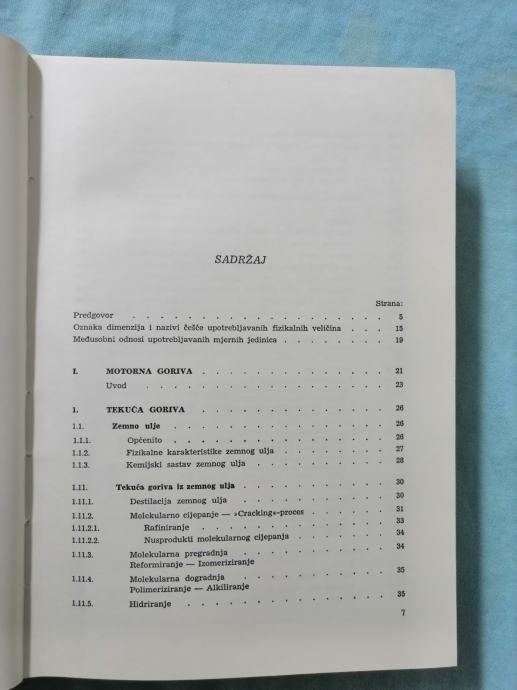 SADRŽAJ
Strana:
Predgovor . . . . . . . . . . . . . . . . . 5
Oznaka dimenzija i nazivi češće upotrebljavanih fizikalnih veličina . . . 15
Međusobni odnosi upotrebljavanih mjernih jedinica . . . . . . . 19
I. MOTORNA GORIVA . . . . . . . . . . . . . . 21
Uvod . . . . . . . . . . . . . . . . . 23
1. TEKUĆA GORIVA . . . . . . . . . . . . . . 26
1.1. Zemno ulje . . . . . . . . . . . . . . . 26
1.1.1. Općenito . . . . . . . . . . . . . . . 26
1.1.2. Fizikalne karakteristike zemnog ulja . . . . . . . . 27
1.1.3. Kemijski sastav zemnog ulja . . . . . . . . . . 28
1.11. Tekuća goriva iz zemnog ulja . . . . . . . . . . 30
1.11.1. Destilacija zemnog ulja . . . . . . . . . . . 30
1.11.2. Molekularno cijepanje — »Cracking«-proces . . . . . . 31
1.11.2.1. Rafiniranje . . . . . . . . . . . . . 33
1.11.2.2. Nusprodukti molekularnog cijepanja . . . . . . . 34
1.11.3. Molekularna pregradnja . . . . . . . . . . . 34
Reformiranje — Izomeriziranje
1.11.4. Molekularna dogradnja . . . . . . . . . . . 35
Polimeriziranje — Alkiliranje
1.11.5. Hidriranje . . . . . . . . . . . . . . 35
7